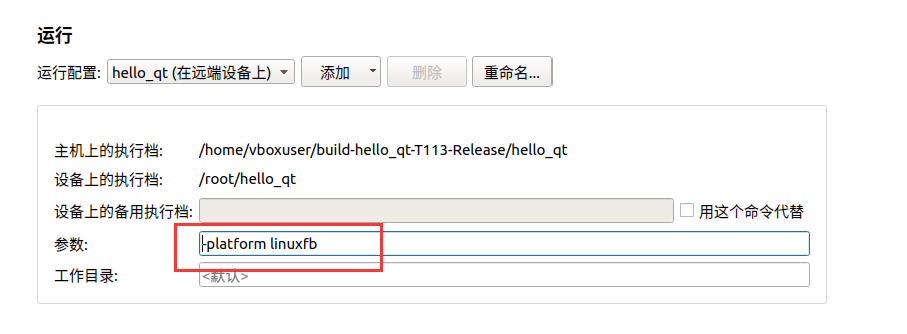 运行
运行配置: hello_qt (在远端设备上) 添加 删除 重命名...
主机上的执行档: /home/vboxuser/build-hello_qt-T113-Release/hello_qt
设备上的执行档: /root/hello_qt
设备上的备用执行档: 用这个命令代替
参数: -platform linuxfb
工作目录: <默认>